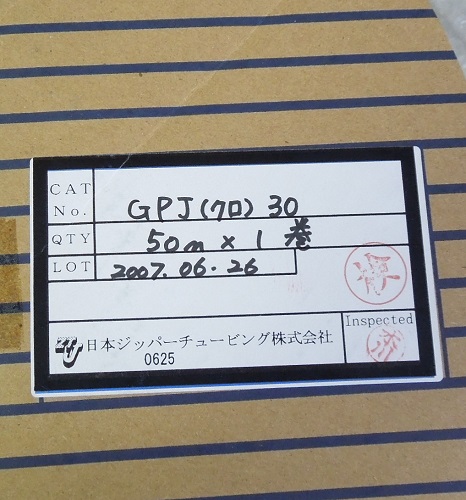 CAT No. GPJ(クロ) 30
QTY 50m × 1 巻
LOT 2007.06.26
日本ジッパーチュービング株式会社
0625
Inspected